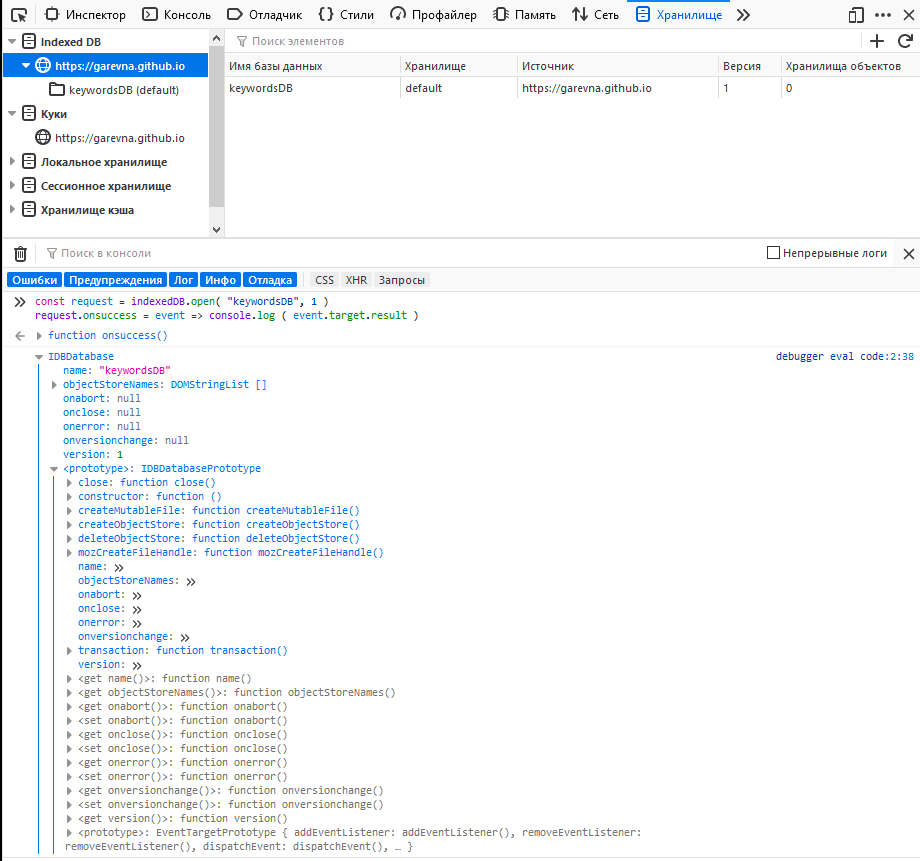 Инспектор Консоль Отладчик {} Стили Профайлер Память Сеть Хранилище
Indexed DB
https://garevna.github.io
keywordsDB (default)
Куки
https://garevna.github.io
Локальное хранилище
Сессионное хранилище
Хранилище кэша
Поиск элементов
Имя базы данных Хранилище Источник Версия Хранилища объектов
keywordsDB default https://garevna.github.io 1 0
Поиск в консоли Непрерывные логи
Ошибки Предупреждения Лог Инфо Отладка CSS XHR Запросы
const request = indexedDB.open( "keywordsDB", 1 )
request.onsuccess = event => console.log ( event.target.result )
function onsuccess()
IDBDatabase debugger eval code:2:38
name: "keywordsDB"
objectStoreNames: DOMStringList []
onabort: null
onclose: null
onerror: null
onversionchange: null
version: 1
<prototype>: IDBDatabasePrototype
close: function close()
constructor: function ()
createMutableFile: function createMutableFile()
createObjectStore: function createObjectStore()
deleteObjectStore: function deleteObjectStore()
mozCreateFileHandle: function mozCreateFileHandle()
name: »
objectStoreNames: »
onabort: »
onclose: »
onerror: »
onversionchange: »
transaction: function transaction()
version: »
<get name()>: function name()
<get objectStoreNames()>: function objectStoreNames()
<get onabort()>: function onabort()
<set onabort()>: function onabort()
<get onclose()>: function onclose()
<set onclose()>: function onclose()
<get onerror()>: function onerror()
<set onerror()>: function onerror()
<get onversionchange()>: function onversionchange()
<set onversionchange()>: function onversionchange()
<get version()>: function version()
<prototype>: EventTargetPrototype { addEventListener: addEventListener(), removeEventListener:
removeEventListener(), dispatchEvent: dispatchEvent(), … }